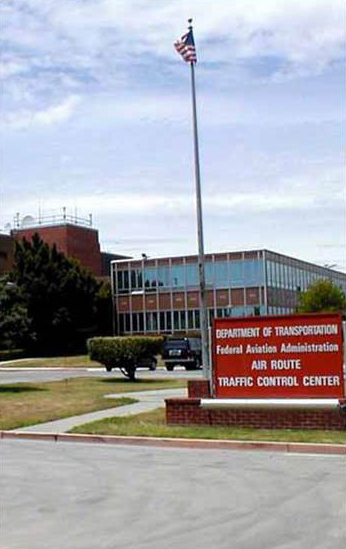 DEPARTMENT OF TRANSPORTATION
Federal Aviation Administration
AIR ROUTE
TRAFFIC CONTROL CENTER